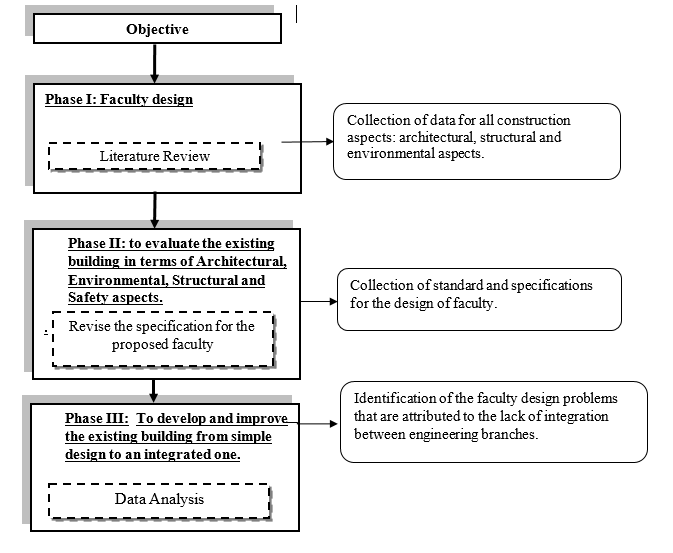 Objective
Phase I: Faculty design
Literature Review
Collection of data for all construction
aspects: architectural, structural and
environmental aspects.
Phase II: to evaluate the existing
building in terms of Architectural,
Environmental, Structural and
Safety aspects.
.
Revise the specification for the
proposed faculty
Collection of standard and specifications
for the design of faculty.
Phase III: To develop and improve
the existing building from simple
design to an integrated one.
Data Analysis
Identification of the faculty design problems
that are attributed to the lack of integration
between engineering branches.